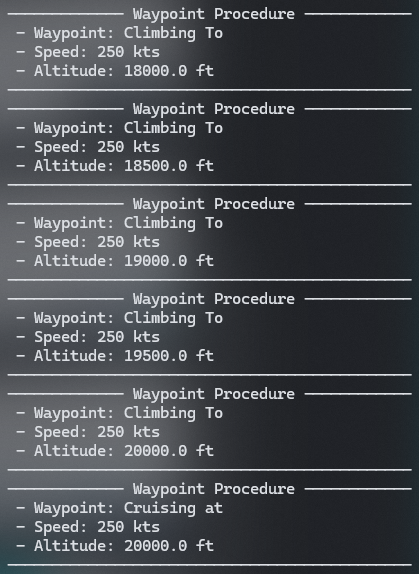 Waypoint Procedure
- Waypoint: Climbing To
- Speed: 250 kts
- Altitude: 18000.0 ft
Waypoint Procedure
- Waypoint: Climbing To
- Speed: 250 kts
- Altitude: 18500.0 ft
Waypoint Procedure
- Waypoint: Climbing To
- Speed: 250 kts
- Altitude: 19000.0 ft
Waypoint Procedure
- Waypoint: Climbing To
- Speed: 250 kts
- Altitude: 19500.0 ft
Waypoint Procedure
- Waypoint: Climbing To
- Speed: 250 kts
- Altitude: 20000.0 ft
Waypoint Procedure
- Waypoint: Cruising at
- Speed: 250 kts
- Altitude: 20000.0 ft